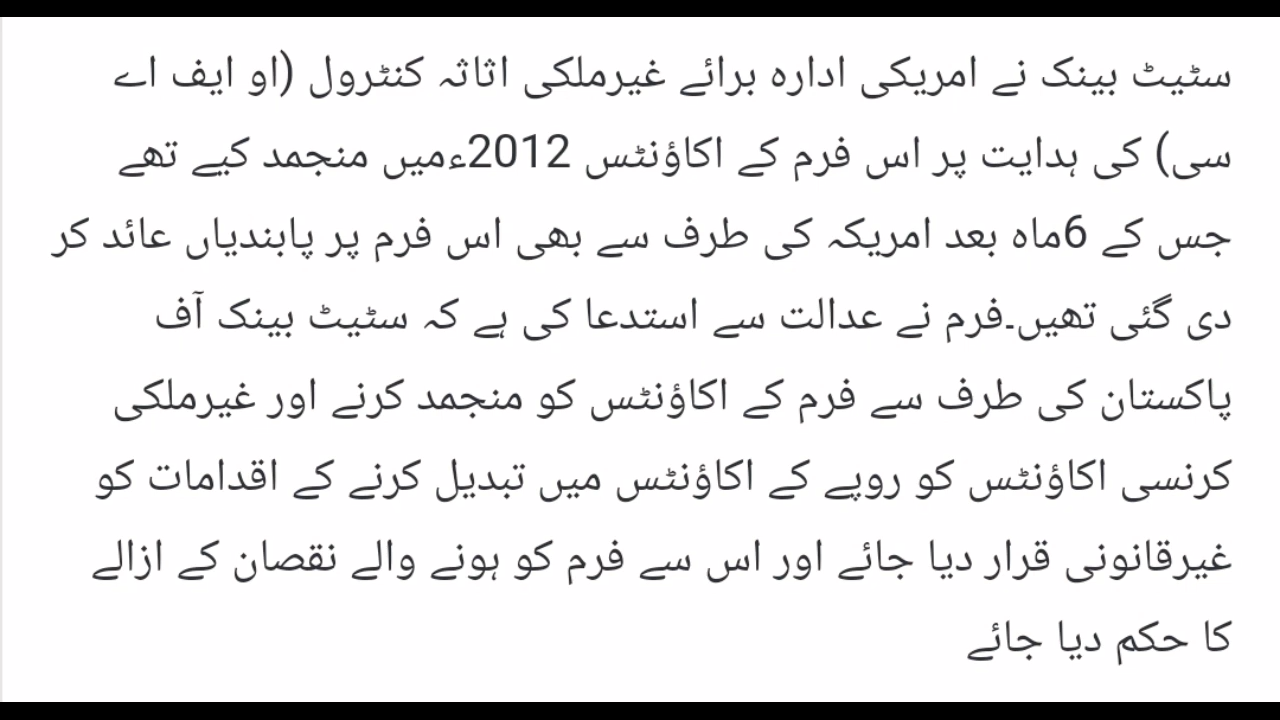 سٹیٹ بینک نے امریکی ادارہ برائے غیرملکی اثاثہ کنٹرول (او ایف اے
سی) کی ہدایت پر اس فرم کے اکاؤنٹس 2012ءمیں منجمد کیے تھے
جس کے 6ماہ بعد امریکہ کی طرف سے بھی اس فرم پر پابندیاں عائد کر
دی گئی تھیں۔فرم نے عدالت سے استدعا کی ہے کہ سٹیٹ بینک آف
پاکستان کی طرف سے فرم کے اکاؤنٹس کو منجمد کرنے اور غیرملکی
کرنسی اکاؤنٹس کو روپے کے اکاؤنٹس میں تبدیل کرنے کے اقدامات کو
غیرقانونی قرار دیا جائے اور اس سے فرم کو ہونے والے نقصان کے ازالے
کا حکم دیا جائے